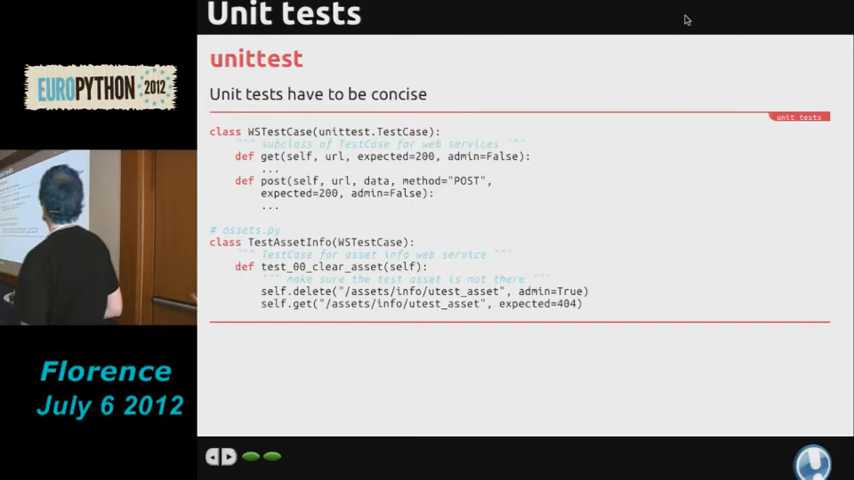 Unit tests
EUROPYTHON 2012
unittest
Unit tests have to be concise
unit tests
class WSTestCase(unittest.TestCase):
""" subclass of TestCase for web services """
def get(self, url, expected=200, admin=False):
...
def post(self, url, data, method="POST",
expected=200, admin=False):
...
# assets.py
class TestAssetInfo(WSTestCase):
""" TestCase for asset info web service """
def test_00_clear_asset(self):
""" make sure the test asset is not there """
self.delete("/assets/info/utest_asset", admin=True)
self.get("/assets/info/utest_asset", expected=404)
Florence
July 6 2012